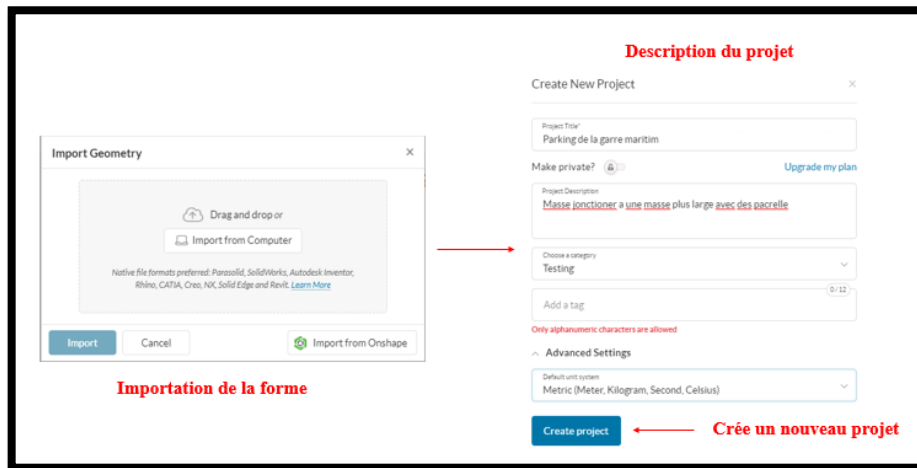 Description du projet
Create New Project
Project Title*
Parking de la garre maritim
Make private?
Upgrade my plan
Project Description
Masse jonctioner a une masse plus large avec des pacrelle
Choose a category
Testing
0/12
Add a tag
Only alphanumeric characters are allowed
Advanced Settings
Default unit system
Metric (Meter, Kilogram, Second, Celsius)
Create project
Crée un nouveau projet
Import Geometry
Drag and drop or
Import from Computer
Native file formats preferred: Parasolid, SolidWorks, Autodesk Inventor,
Rhino, CATIA, Creo, NX, Solid Edge and Revit. Learn More
Import
Cancel
Import from Onshape
Importation de la forme